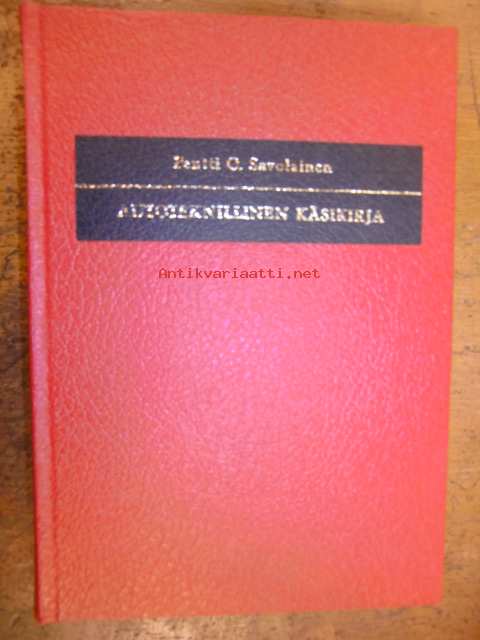 Pentti O. Savolainen
AUTOTEKNILLINEN KÄSIKIRJA
Antikvariaatti.net